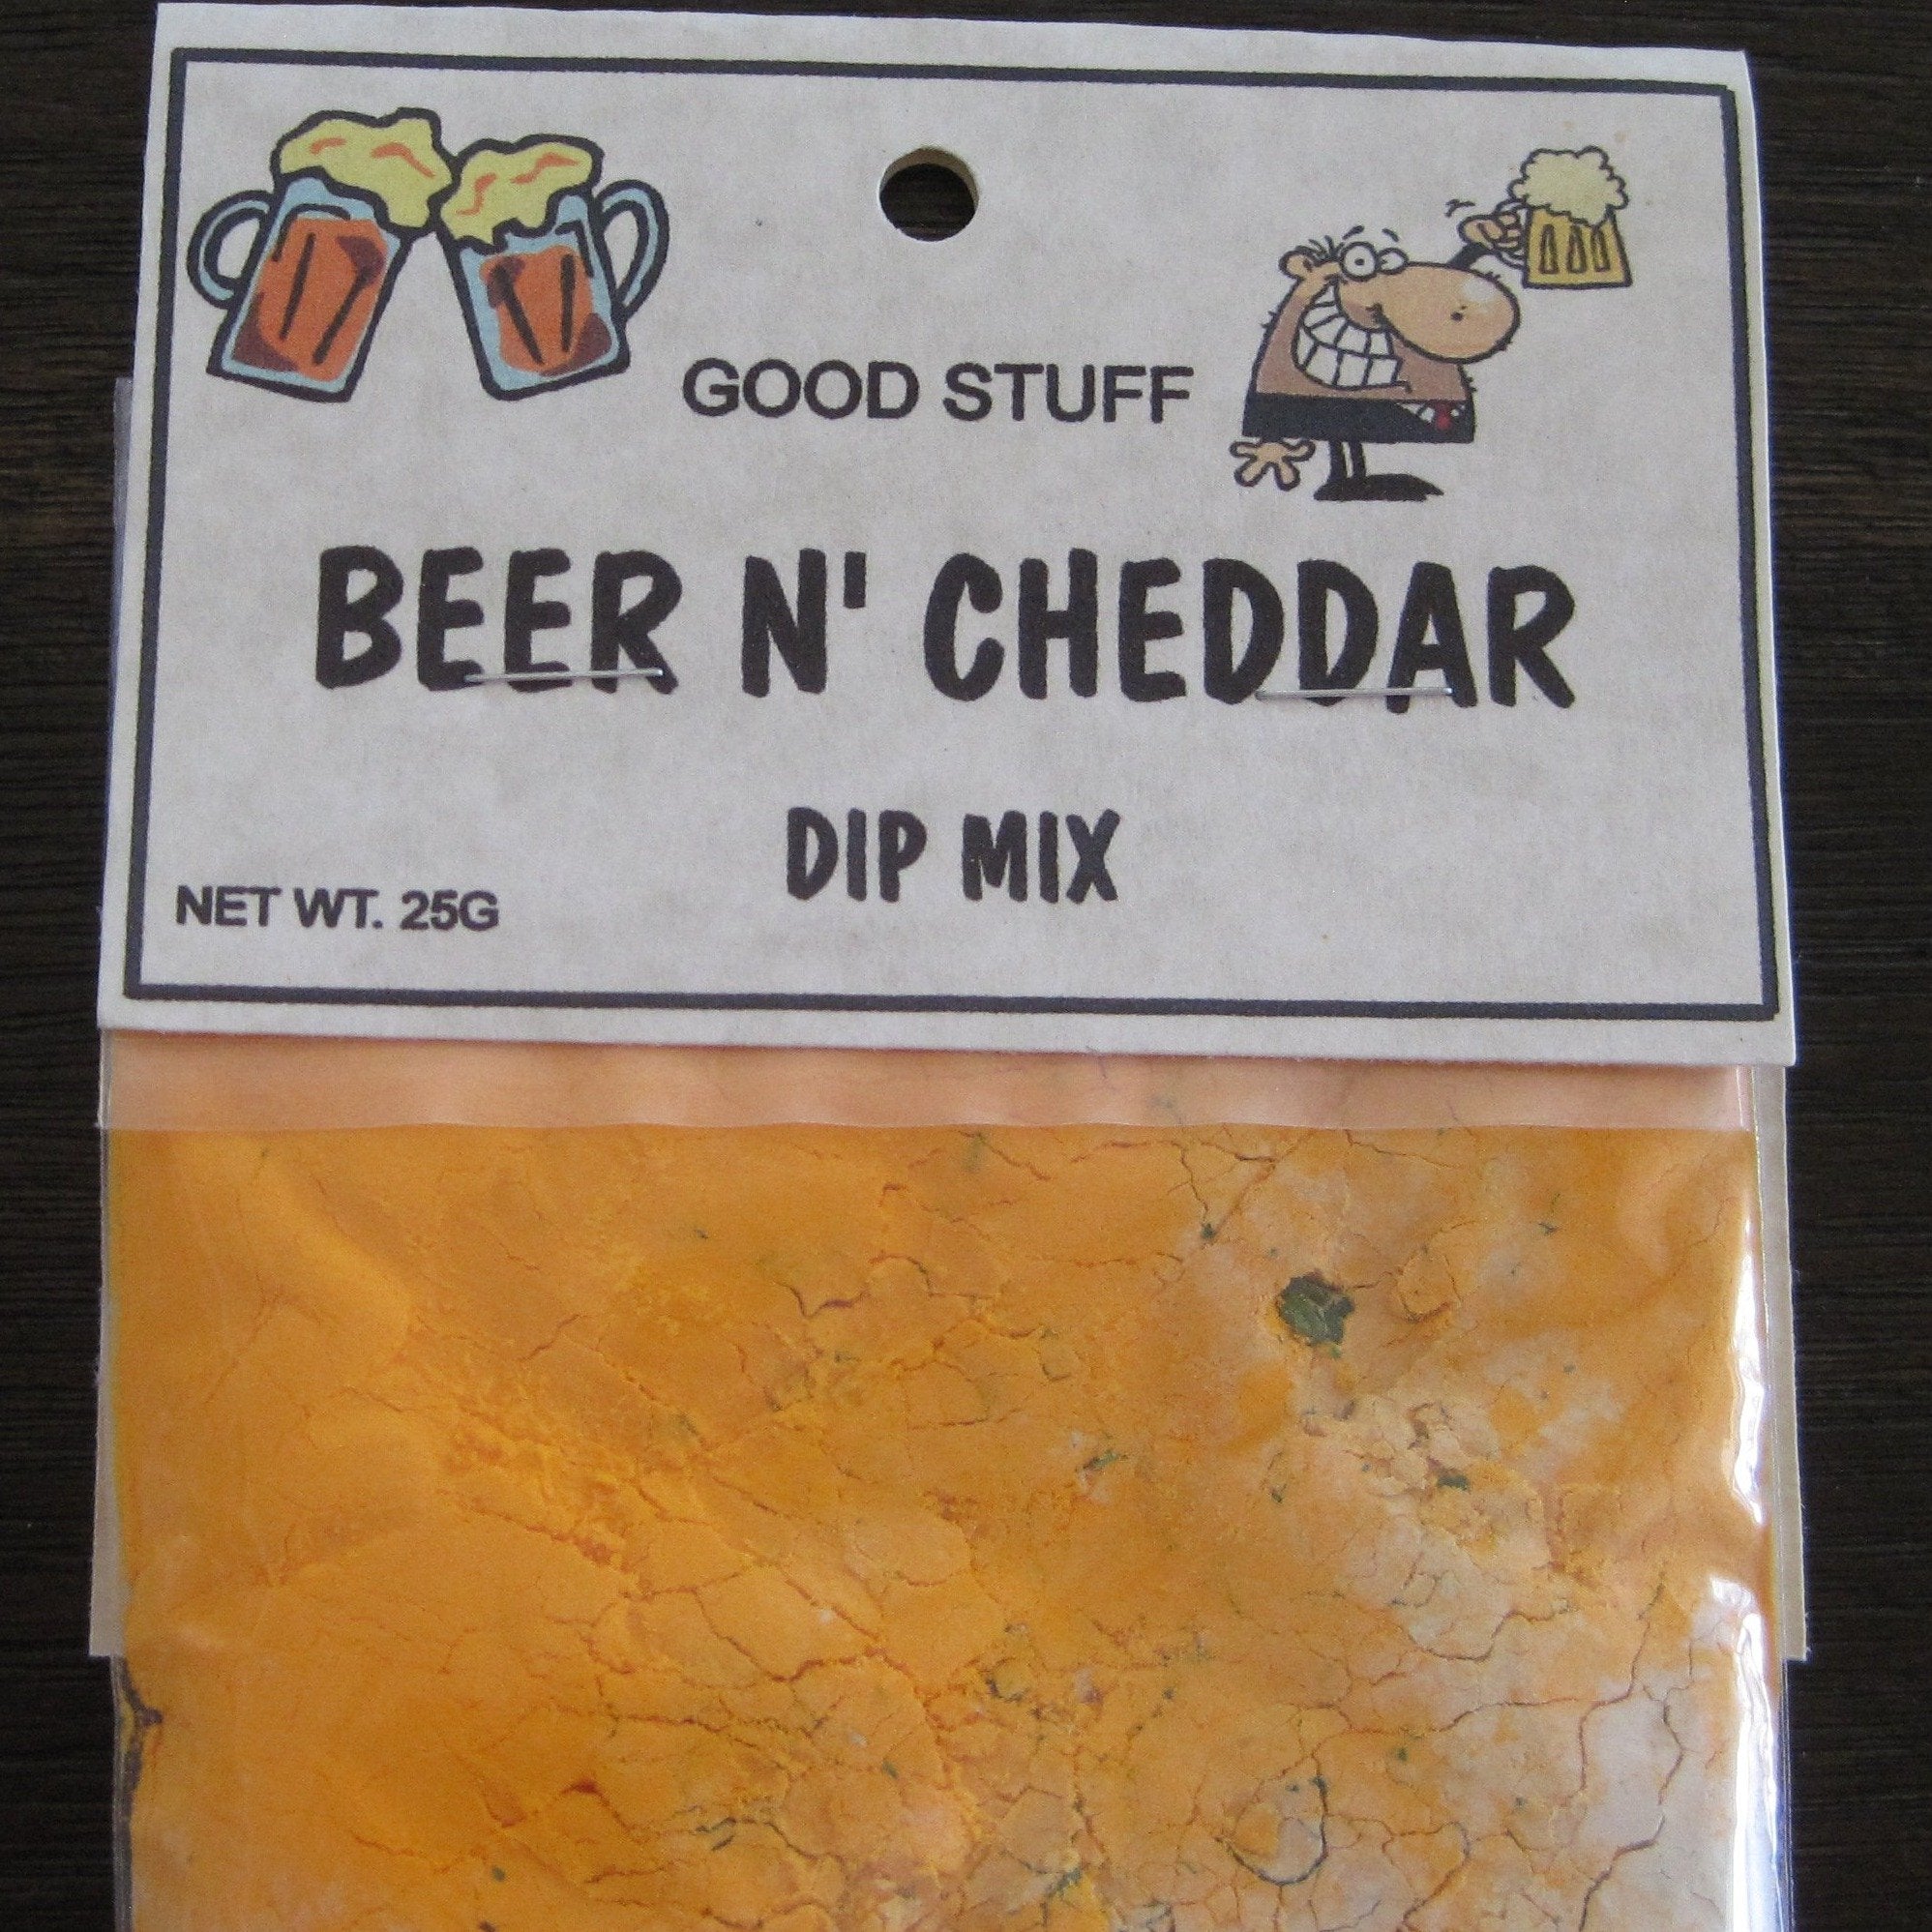 GOOD STUFF
BEER N' CHEDDAR
DIP MIX
NET WT. 25G